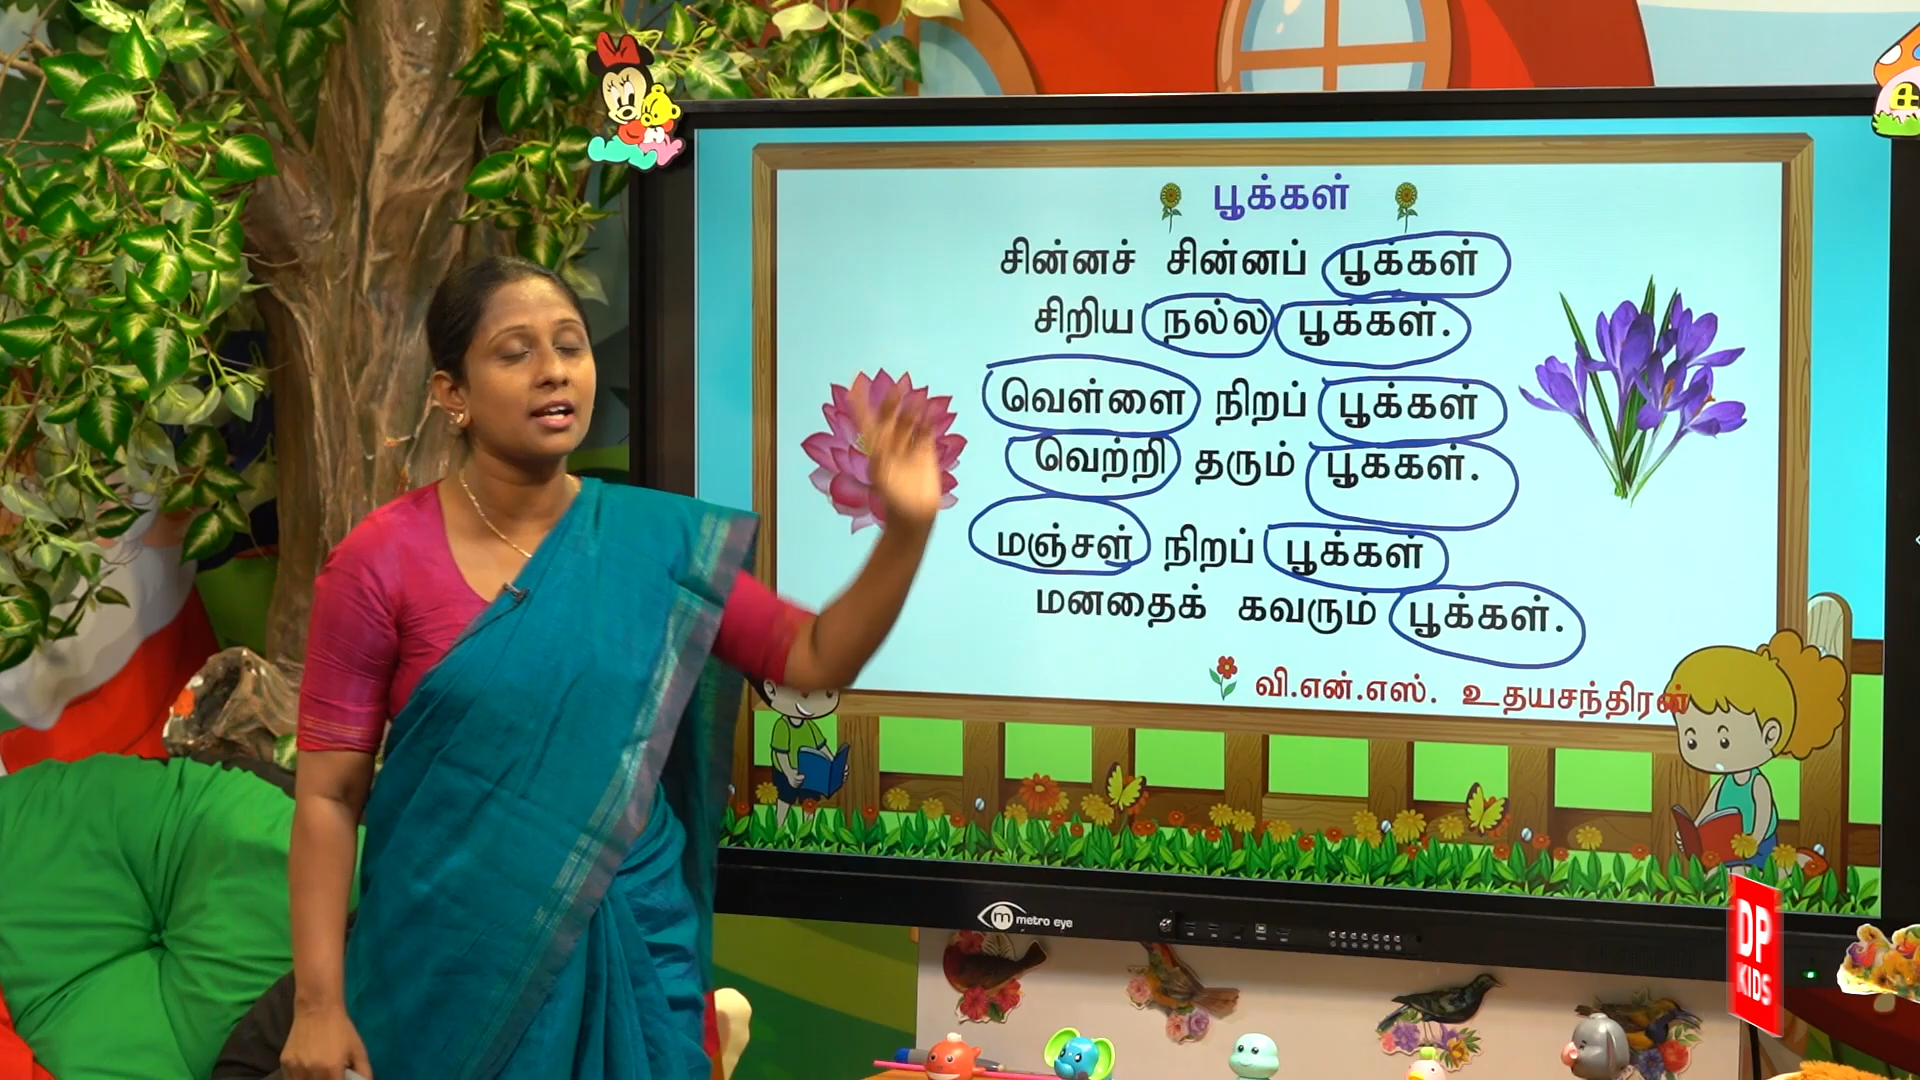 பூக்கள்
சின்னச் சின்னப் பூக்கள்
சிறிய நல்ல பூக்கள்.
வெள்ளை நிறப் பூக்கள்
வெற்றி தரும் பூக்கள்.
மஞ்சள் நிறப் பூக்கள்
மனதைக் கவரும் பூக்கள்.
வி.என்.எஸ். உதயசந்திரன்
m metro eye
DP
KIDS